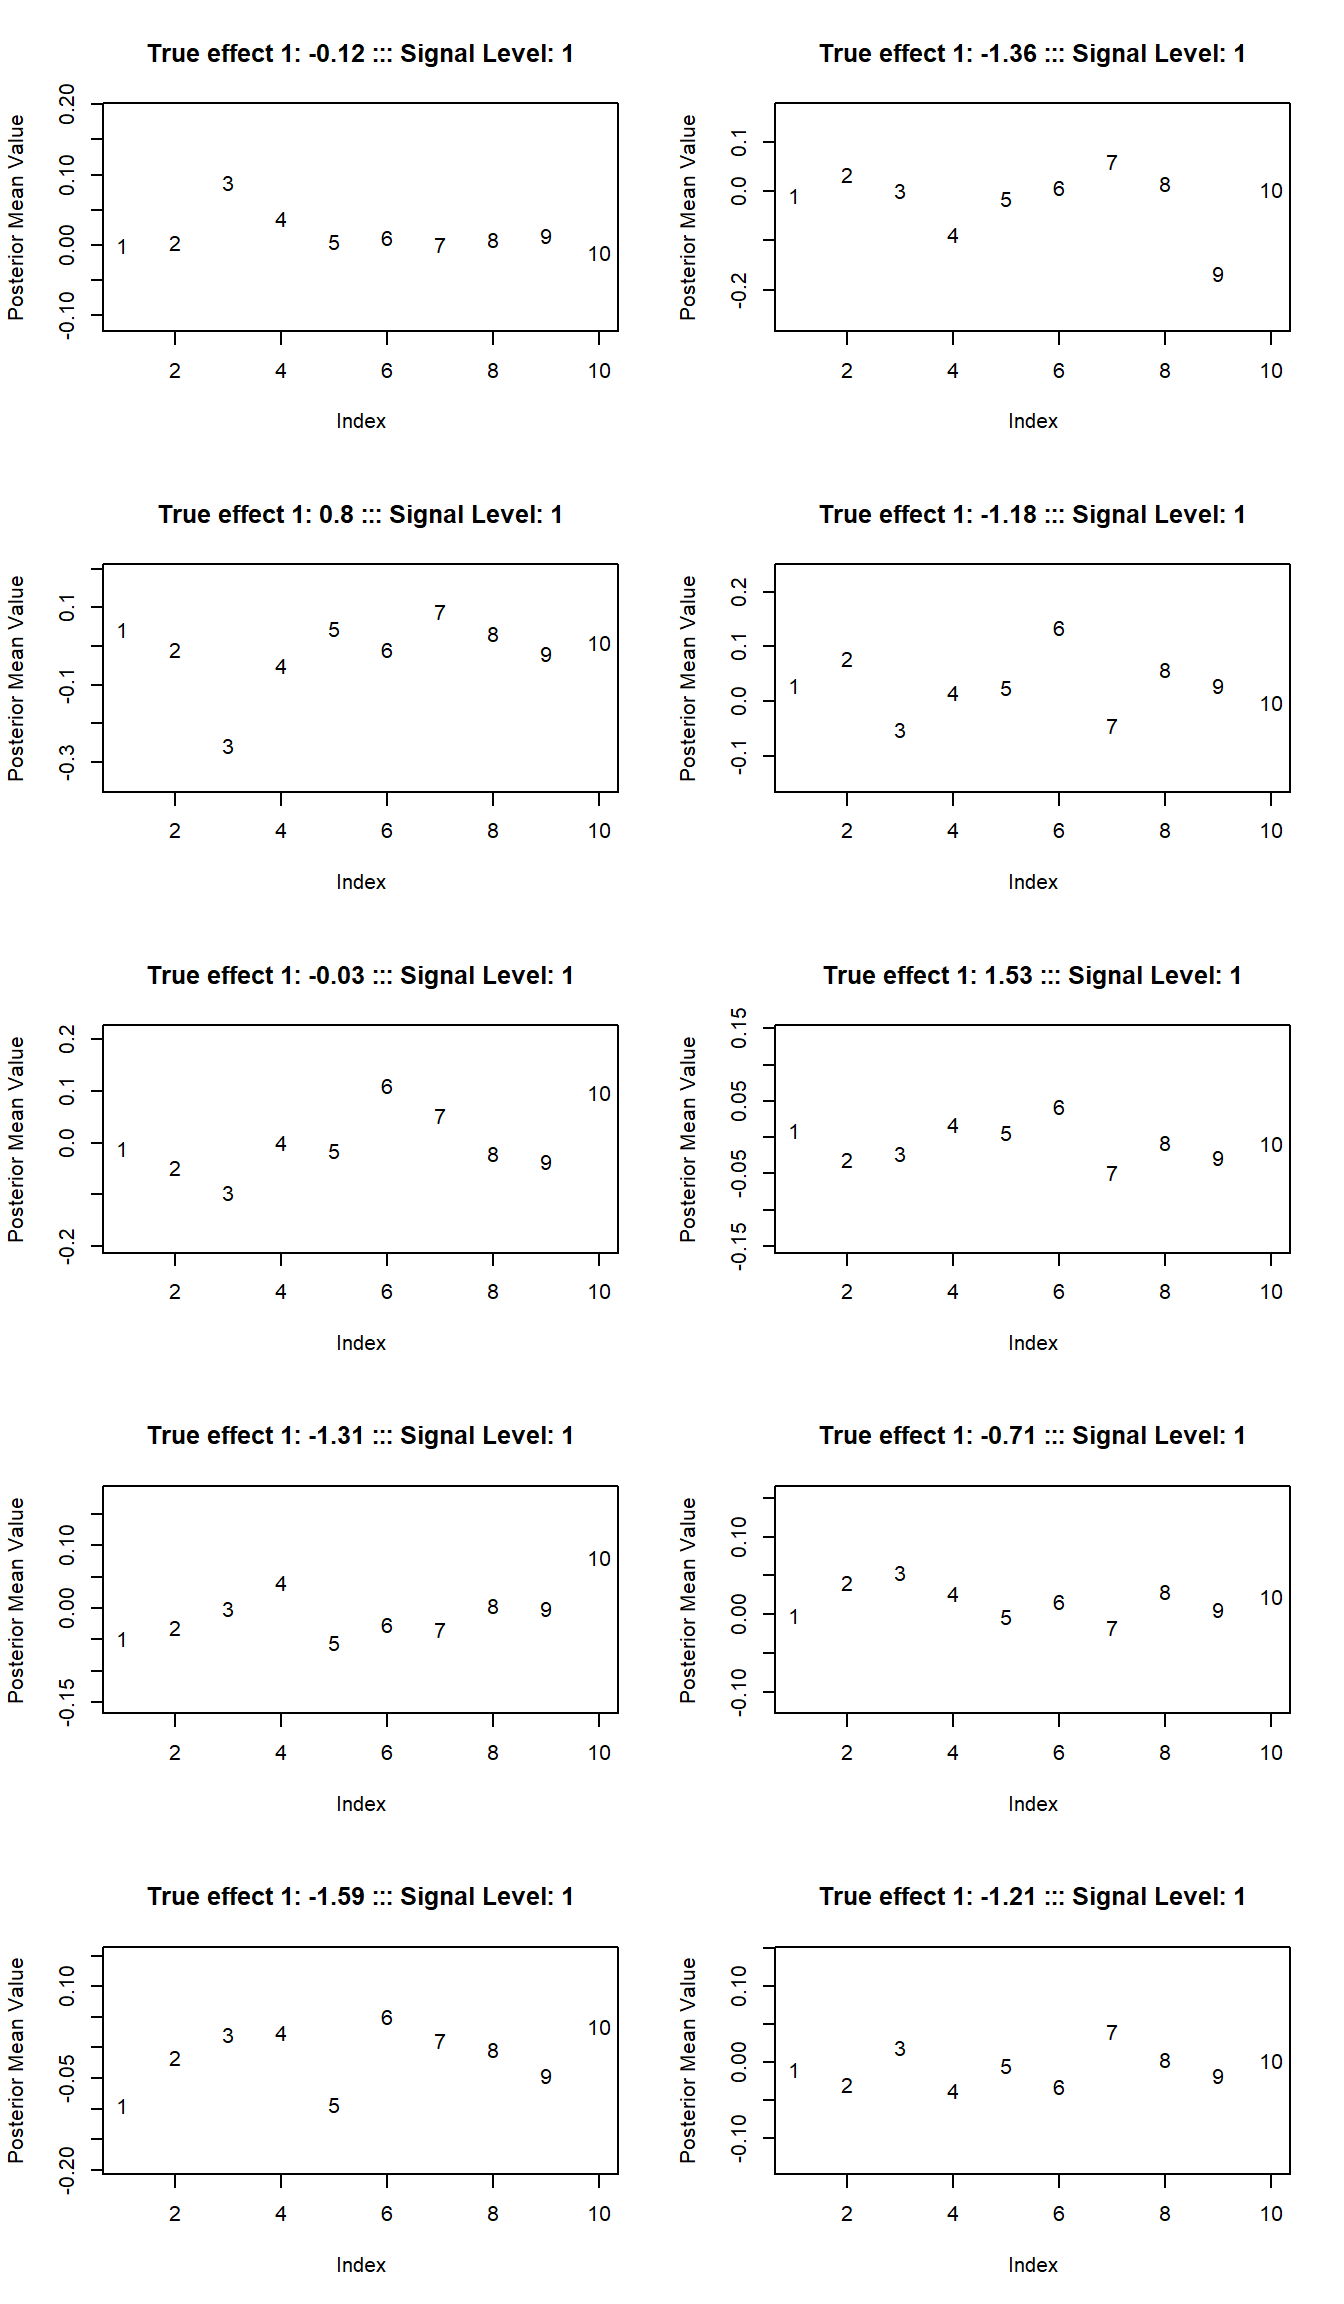 True effect 1: -0.12 ::: Signal Level: 1
Posterior Mean Value
0.20
0.10
0.00
-0.10
1 2 3 4 5 6 7 8 9 10
2 4 6 8 10
Index
True effect 1: -1.36 ::: Signal Level: 1
Posterior Mean Value
0.1
0.0
-0.2
1 2 3 4 5 6 7 8 9 10
2 4 6 8 10
Index
True effect 1: 0.8 ::: Signal Level: 1
Posterior Mean Value
0.1
-0.1
-0.3
1 2 3 4 5 6 7 8 9 10
2 4 6 8 10
Index
True effect 1: -1.18 ::: Signal Level: 1
Posterior Mean Value
0.2
0.1
0.0
-0.1
1 2 3 4 5 6 7 8 9 10
2 4 6 8 10
Index
True effect 1: -0.03 ::: Signal Level: 1
Posterior Mean Value
0.2
0.1
0.0
-0.2
1 2 3 4 5 6 7 8 9 10
2 4 6 8 10
Index
True effect 1: 1.53 ::: Signal Level: 1
Posterior Mean Value
0.15
0.05
-0.05
-0.15
1 2 3 4 5 6 7 8 9 10
2 4 6 8 10
Index
True effect 1: -1.31 ::: Signal Level: 1
Posterior Mean Value
0.10
0.00
-0.15
1 2 3 4 5 6 7 8 9 10
2 4 6 8 10
Index
True effect 1: -0.71 ::: Signal Level: 1
Posterior Mean Value
0.10
0.00
-0.10
1 2 3 4 5 6 7 8 9 10
2 4 6 8 10
Index
True effect 1: -1.59 ::: Signal Level: 1
Posterior Mean Value
0.10
-0.05
-0.20
1 2 3 4 5 6 7 8 9 10
2 4 6 8 10
Index
True effect 1: -1.21 ::: Signal Level: 1
Posterior Mean Value
0.10
0.00
-0.10
1 2 3 4 5 6 7 8 9 10
2 4 6 8 10
Index